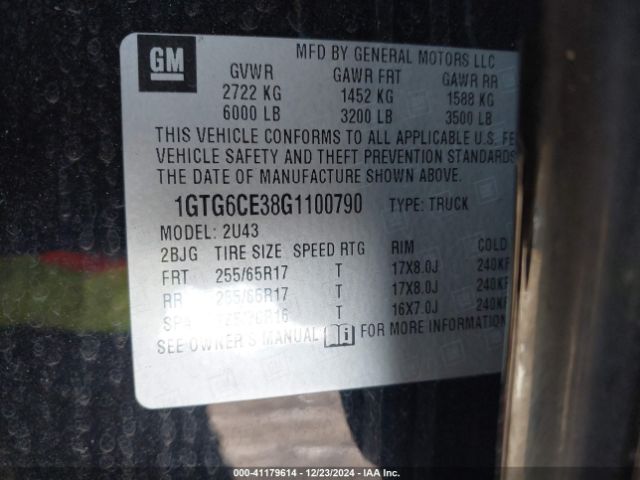 GM
MFD BY GENERAL MOTORS LLC
GVWR GAWR FRT GAWR RR
2722 KG 1452 KG 1588 KG
6000 LB 3200 LB 3500 LB
THIS VEHICLE CONFORMS TO ALL APPLICABLE U.S. FE
VEHICLE SAFETY AND THEFT PREVENTION STANDARDS
THE DATE OF MANUFACTURE SHOWN ABOVE.
1GTG6CE38G1100790 TYPE: TRUCK
MODEL: 2U43
2BJG TIRE SIZE SPEED RTG RIM COLD
FRT 255/65R17 T 17X8.0J 240KP
RR 255/65R17 T 17X8.0J 240KP
T 16X7.0J 240KP
SEE OWNER'S MANUAL i FOR MORE INFORMATION
000-41179614 - 12/23/2024 - IAA Inc.